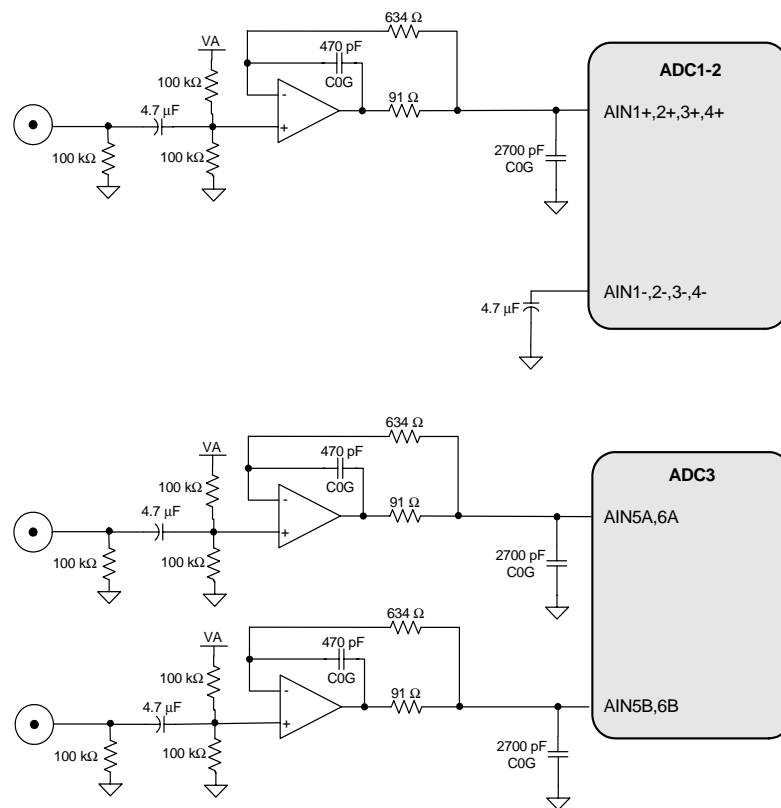 634 Ω
470 pF
C0G
VA
100 kΩ
4.7 µF
100 kΩ
100 kΩ
-
+
91 Ω
2700 pF
C0G
ADC1-2
AIN1+,2+,3+,4+
AIN1-,2-,3-,4-
4.7 µF
634 Ω
470 pF
C0G
VA
100 kΩ
4.7 µF
100 kΩ
100 kΩ
-
+
91 Ω
2700 pF
C0G
ADC3
AIN5A,6A
634 Ω
470 pF
C0G
VA
100 kΩ
4.7 µF
100 kΩ
100 kΩ
-
+
91 Ω
2700 pF
C0G
AIN5B,6B